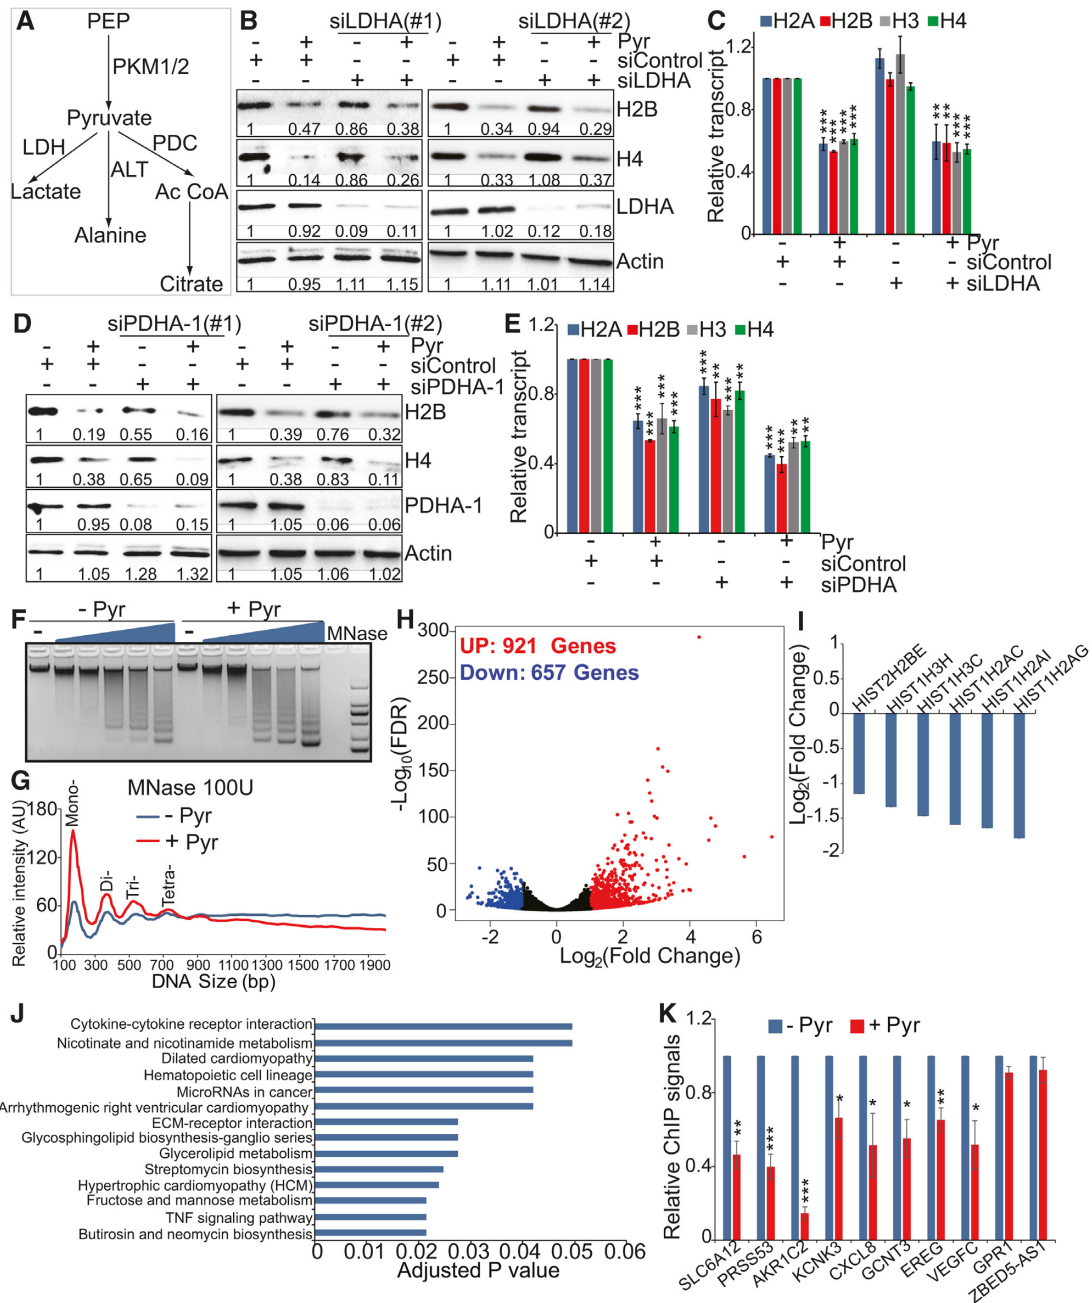 A
PEP
PKM1/2
Pyruvate
LDH
PDC
ALT
Lactate
Ac CoA
Alanine
Citrate
B
siLDHA(#1) siLDHA(#2)
- + - + - + - + Pyr
+ + - - + + - - siControl
- - + + - - + + siLDHA
H2B
1 0.47 0.86 0.38 1 0.34 0.94 0.29
H4
1 0.14 0.86 0.26 1 0.33 1.08 0.37
LDHA
1 0.92 0.09 0.11 1 1.02 0.12 0.18
Actin
1 0.95 1.11 1.15 1 1.11 1.01 1.14
C
H2A H2B H3 H4
Relative transcript
1.2
0.8
0.4
0
*** *** *** *** ** ** *** ***
- + - + Pyr
+ + - - siControl
- - + + siLDHA
D
siPDHA-1(#1) siPDHA-1(#2)
- + - + - + - + Pyr
+ + - - + + - - siControl
- - + + - - + + siPDHA-1
H2B
1 0.19 0.55 0.16 1 0.39 0.76 0.32
H4
1 0.38 0.65 0.09 1 0.38 0.83 0.11
PDHA-1
1 0.95 0.08 0.15 1 1.05 0.06 0.06
Actin
1 1.05 1.28 1.32 1 1.05 1.06 1.02
E
H2A H2B H3 H4
Relative transcript
1.2
0.8
0.4
0
*** *** *** *** *** ** *** ** *** *** ** **
- + - + Pyr
+ + - - siControl
- - + + siPDHA
F
- Pyr + Pyr
- - MNase
G
MNase 100U
- Pyr
+ Pyr
Relative intensity (AU)
180
120
60
0
Mono-
Di-
Tri-
Tetra-
100 300 500 700 900 1100 1300 1500 1700 1900
DNA Size (bp)
H
UP: 921 Genes
Down: 657 Genes
-Log10(FDR)
300
250
200
150
100
50
0
-2 0 2 4 6
Log2(Fold Change)
I
Log2(Fold Change)
1
0
-0.5
-1
-1.5
-2
HIST2H2BE
HIST1H3H
HIST1H3C
HIST1H2AC
HIST1H2AI
HIST1H2AG
J
Cytokine-cytokine receptor interaction
Nicotinate and nicotinamide metabolism
Dilated cardiomyopathy
Hematopoietic cell lineage
MicroRNAs in cancer
Arrhythmogenic right ventricular cardiomyopathy
ECM-receptor interaction
Glycosphingolipid biosynthesis-ganglio series
Glycerolipid metabolism
Streptomycin biosynthesis
Hypertrophic cardiomyopathy (HCM)
Fructose and mannose metabolism
TNF signaling pathway
Butirosin and neomycin biosynthesis
0 0.01 0.02 0.03 0.04 0.05 0.06
Adjusted P value
K
- Pyr + Pyr
Relative ChIP signals
1.2
0.8
0.4
0
** *** *** * * * ** *
SLC6A12
PRSS53
AKR1C2
KCNK3
CXCL8
GCNT3
EREG
VEGFC
GPR1
ZBED5-AS1